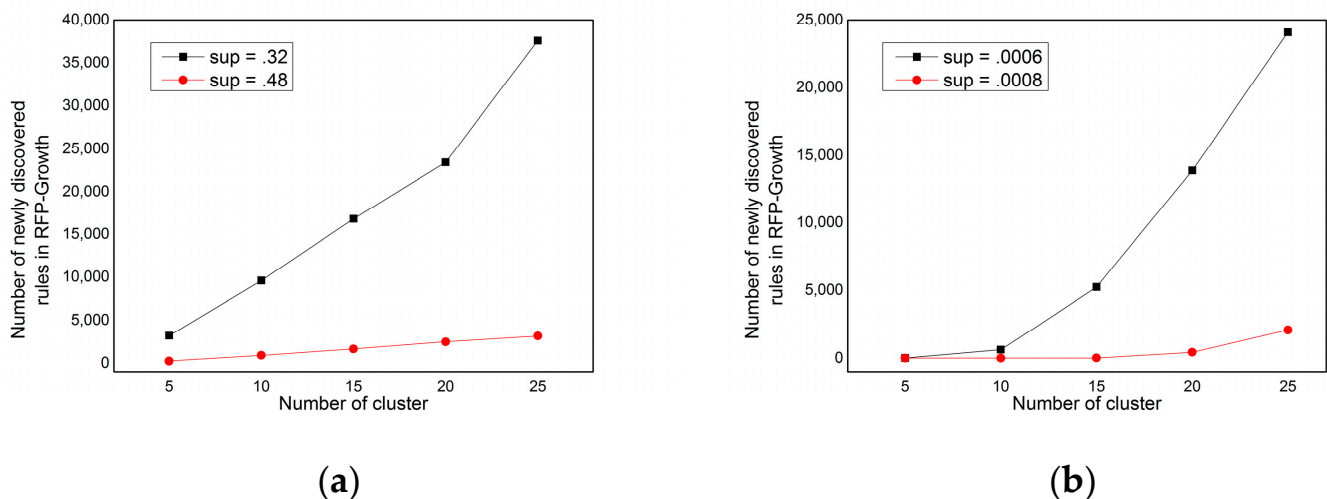 40,000
35,000
30,000
25,000
20,000
15,000
10,000
5,000
0
Number of newly discovered
rules in RFP-Growth
sup = .32
sup = .48
5 10 15 20 25
Number of cluster
(a)
25,000
20,000
15,000
10,000
5,000
0
Number of newly discovered
rules in RFP-Growth
sup = .0006
sup = .0008
5 10 15 20 25
Number of cluster
(b)